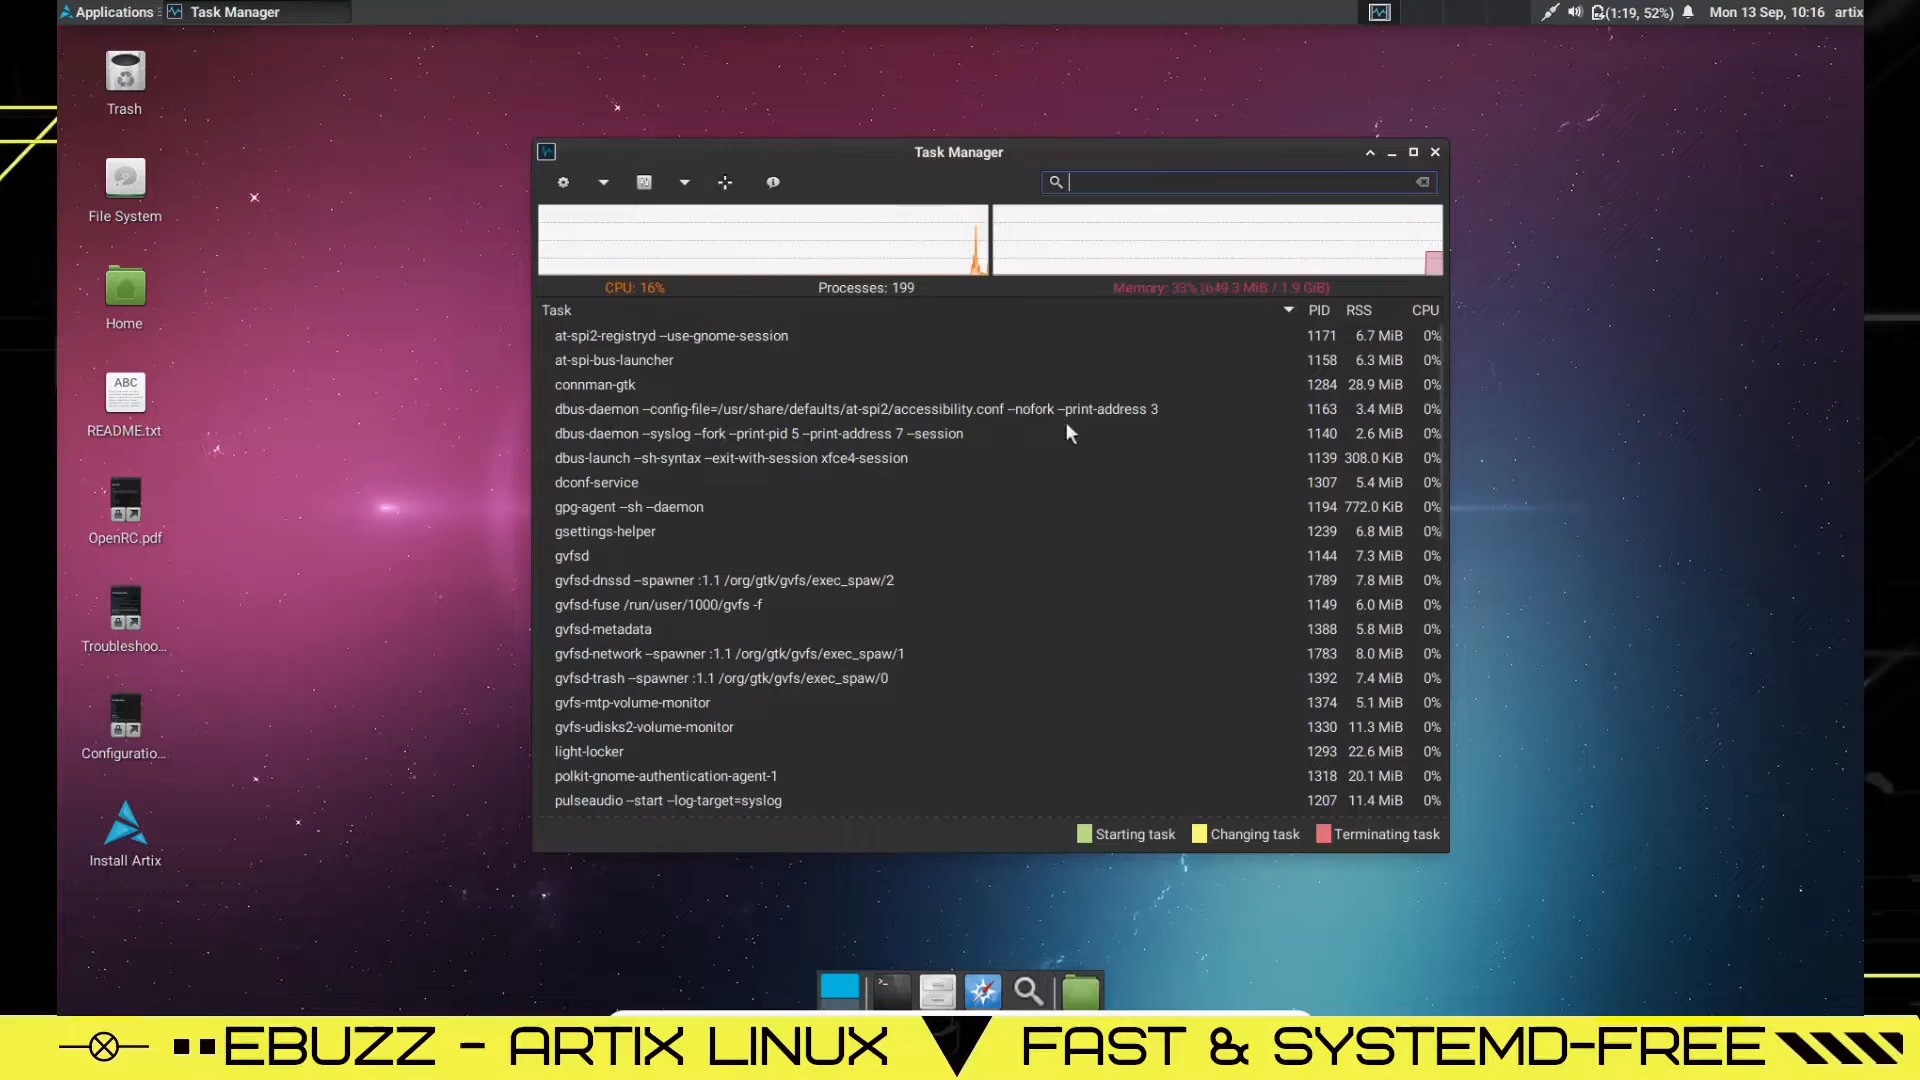 Applications
Task Manager
(1:19, 52%)
Mon 13 Sep, 10:16
artix
Trash
File System
Home
ABC
README.txt
OpenRC.pdf
Troubleshoo...
Configuratio...
Install Artix
Task Manager
CPU: 16%
Processes: 199
Memory: 33% (649.3 MiB / 1.9 GiB)
Task PID RSS CPU
at-spi2-registryd --use-gnome-session 1171 6.7 MiB 0%
at-spi-bus-launcher 1158 6.3 MiB 0%
connman-gtk 1284 28.9 MiB 0%
dbus-daemon --config-file=/usr/share/defaults/at-spi2/accessibility.conf --nofork --print-address 3 1163 3.4 MiB 0%
dbus-daemon --syslog --fork --print-pid 5 --print-address 7 --session 1140 2.6 MiB 0%
dbus-launch --sh-syntax --exit-with-session xfce4-session 1139 308.0 KiB 0%
dconf-service 1307 5.4 MiB 0%
gpg-agent --sh --daemon 1194 772.0 KiB 0%
gsettings-helper 1239 6.8 MiB 0%
gvfsd 1144 7.3 MiB 0%
gvfsd-dnssd --spawner :1.1 /org/gtk/gvfs/exec_spaw/2 1789 7.8 MiB 0%
gvfsd-fuse /run/user/1000/gvfs -f 1149 6.0 MiB 0%
gvfsd-metadata 1388 5.8 MiB 0%
gvfsd-network --spawner :1.1 /org/gtk/gvfs/exec_spaw/1 1783 8.0 MiB 0%
gvfsd-trash --spawner :1.1 /org/gtk/gvfs/exec_spaw/0 1392 7.4 MiB 0%
gvfs-mtp-volume-monitor 1374 5.1 MiB 0%
gvfs-udisks2-volume-monitor 1330 11.3 MiB 0%
light-locker 1293 22.6 MiB 0%
polkit-gnome-authentication-agent-1 1318 20.1 MiB 0%
pulseaudio --start --log-target=syslog 1207 11.4 MiB 0%
Starting task
Changing task
Terminating task
EBUZZ - ARTIX LINUX
FAST & SYSTEMD-FREE